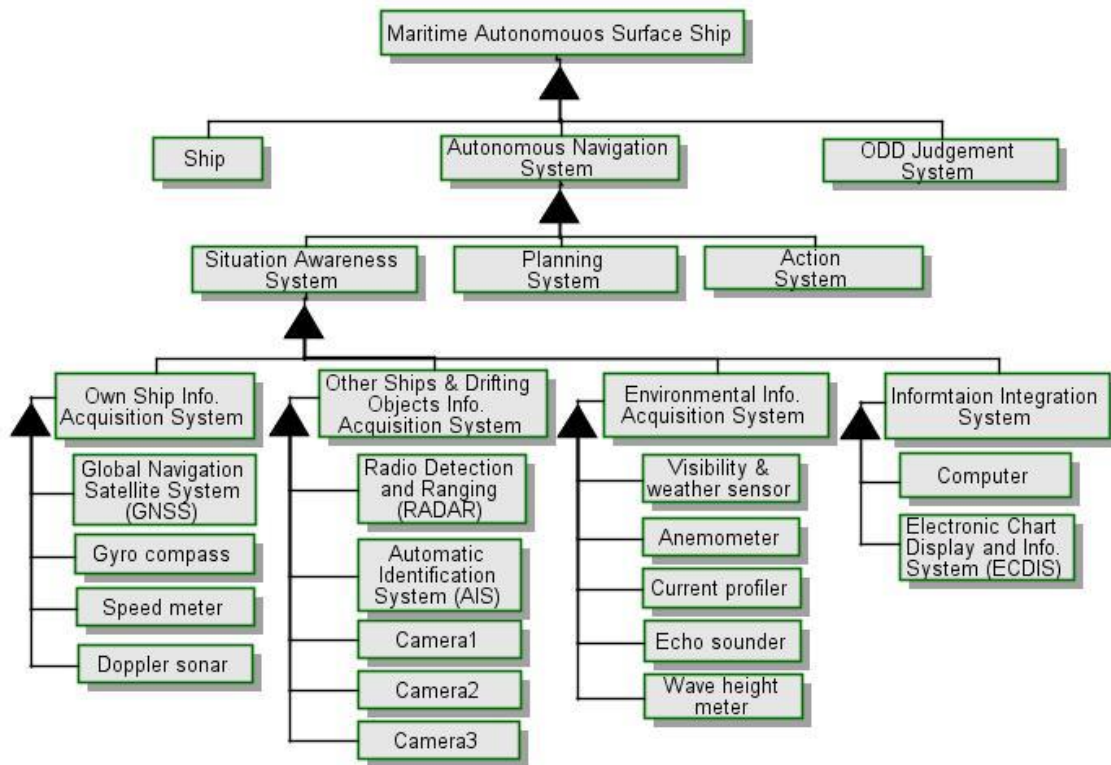 Maritime Autonomouos Surface Ship
Ship
Autonomous Navigation
System
ODD Judgement
System
Situation Awareness
System
Planning
System
Action
System
Own Ship Info.
Acquisition System
Other Ships & Drifting
Objects Info.
Acquisition System
Environmental Info.
Acquisition System
Informtaion Integration
System
Global Navigation
Satellite System
(GNSS)
Gyro compass
Speed meter
Doppler sonar
Radio Detection
and Ranging
(RADAR)
Automatic
Identification
System (AIS)
Camera1
Camera2
Camera3
Visibility &
weather sensor
Anemometer
Current profiler
Echo sounder
Wave height
meter
Computer
Electronic Chart
Display and Info.
System (ECDIS)